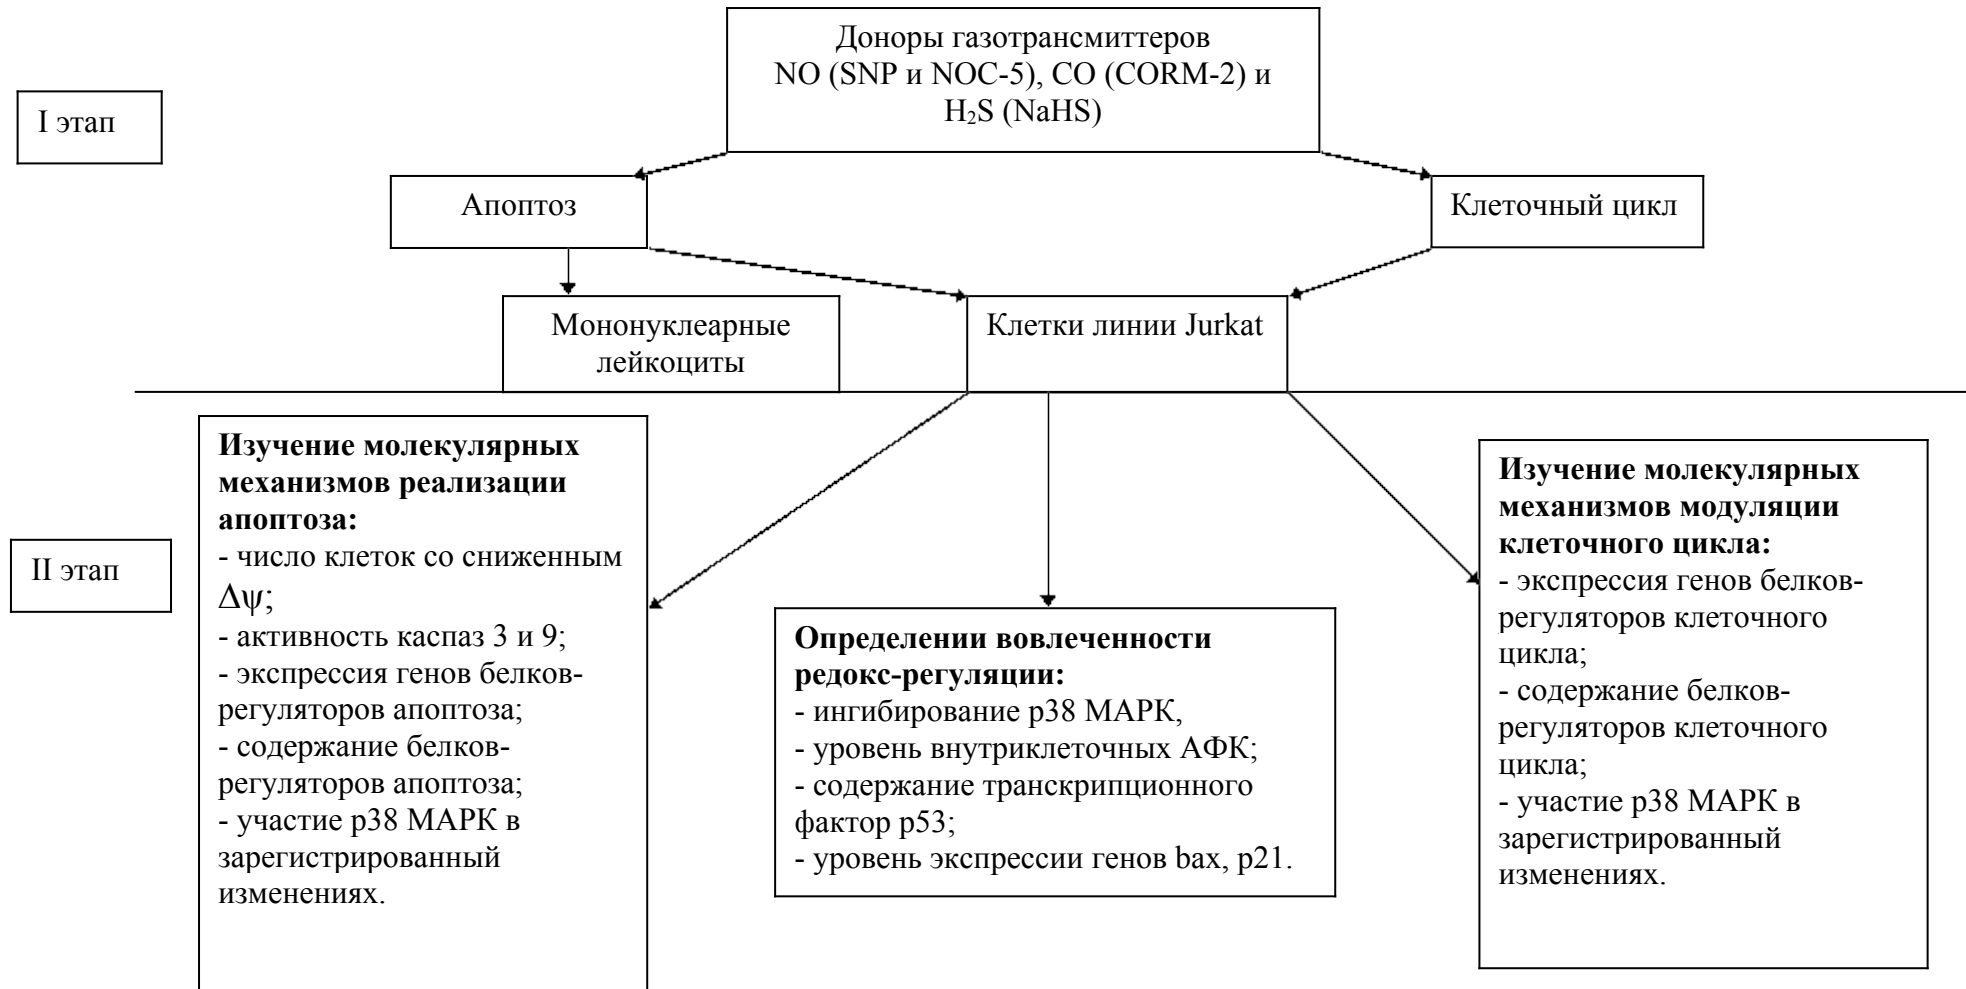 Доноры газотрансмиттеров
NO (SNP и NOC-5), CO (CORM-2) и
H₂S (NaHS)
I этап
Апоптоз
Клеточный цикл
Мононуклеарные
лейкоциты
Клетки линии Jurkat
II этап
Изучение молекулярных
механизмов реализации
апоптоза:
- число клеток со сниженным
Δψ;
- активность каспаз 3 и 9;
- экспрессия генов белков-
регуляторов апоптоза;
- содержание белков-
регуляторов апоптоза;
- участие р38 МАРК в
зарегистрированный
изменениях.
Определении вовлеченности
редокс-регуляции:
- ингибирование р38 МАРК,
- уровень внутриклеточных АФК;
- содержание транскрипционного
фактор р53;
- уровень экспрессии генов bax, p21.
Изучение молекулярных
механизмов модуляции
клеточного цикла:
- экспрессия генов белков-
регуляторов клеточного
цикла;
- содержание белков-
регуляторов клеточного
цикла;
- участие р38 МАРК в
зарегистрированный
изменениях.